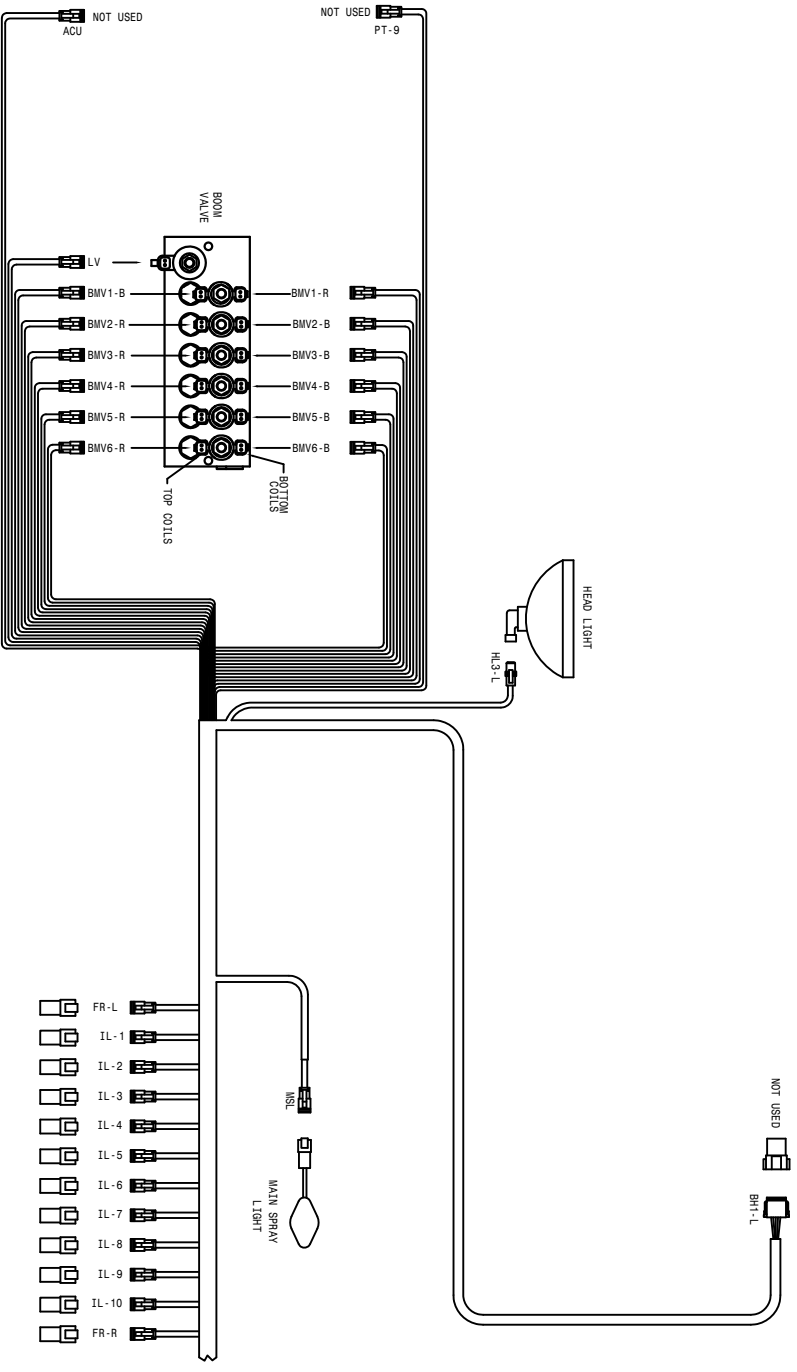 NOT USED
ACU
NOT USED
PT-9
BOOM
VALVE
LV
BMV1-B
BMV1-R
BMV2-R
BMV2-B
BMV3-R
BMV3-B
BMV4-R
BMV4-B
BMV5-R
BMV5-B
BMV6-R
BMV6-B
TOP COILS
BOTTOM
COILS
HEAD LIGHT
HL3-L
NOT USED
BH1-L
MSL
MAIN SPRAY
LIGHT
FR-L
IL-1
IL-2
IL-3
IL-4
IL-5
IL-6
IL-7
IL-8
IL-9
IL-10
FR-R